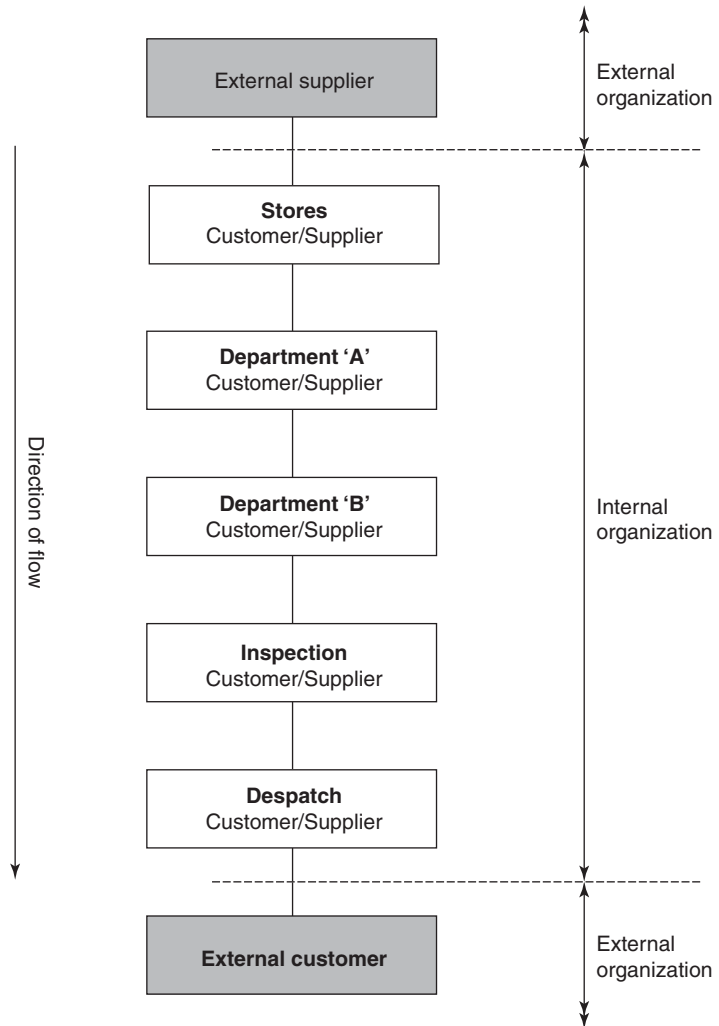 External supplier
External
organization
Stores
Customer/Supplier
Department ‘A’
Customer/Supplier
Direction of flow
Department ‘B’
Customer/Supplier
Internal
organization
Inspection
Customer/Supplier
Despatch
Customer/Supplier
External customer
External
organization